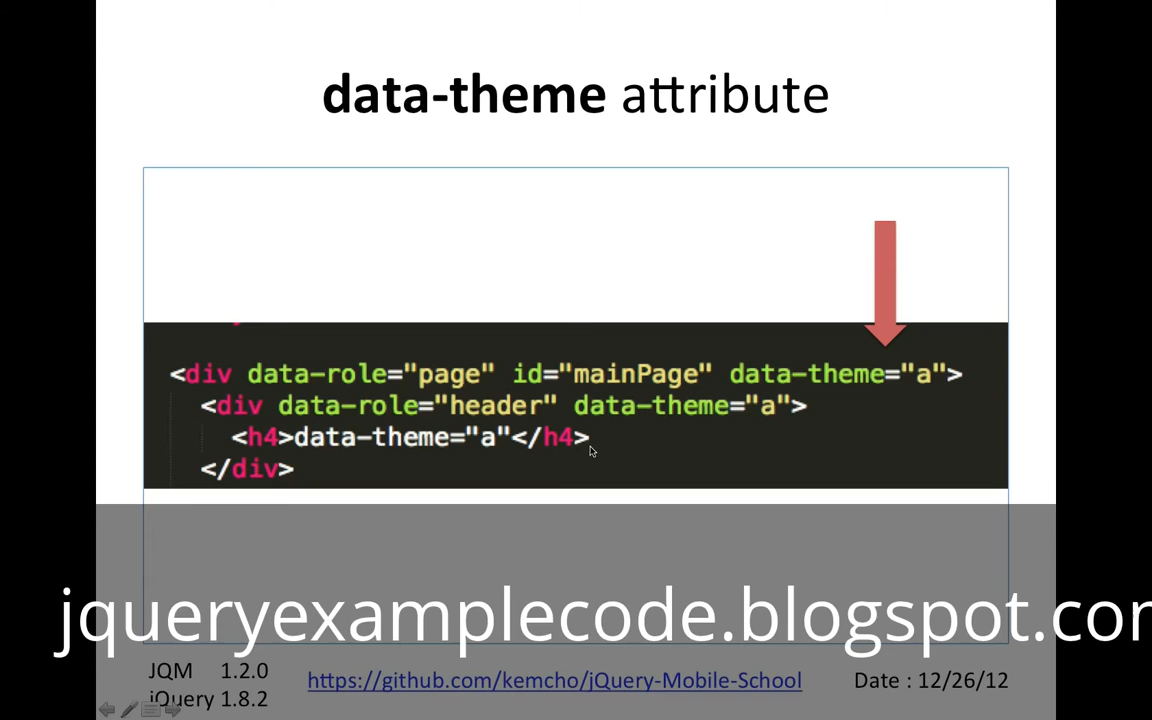 data-theme attribute
<div data-role="page" id="mainPage" data-theme="a">
<div data-role="header" data-theme="a">
<h4>data-theme="a"</h4>
</div>
jqueryexamplecode.blogspot.com
JQM 1.2.0
jQuery 1.8.2
https://github.com/kemcho/jQuery-Mobile-School
Date : 12/26/12